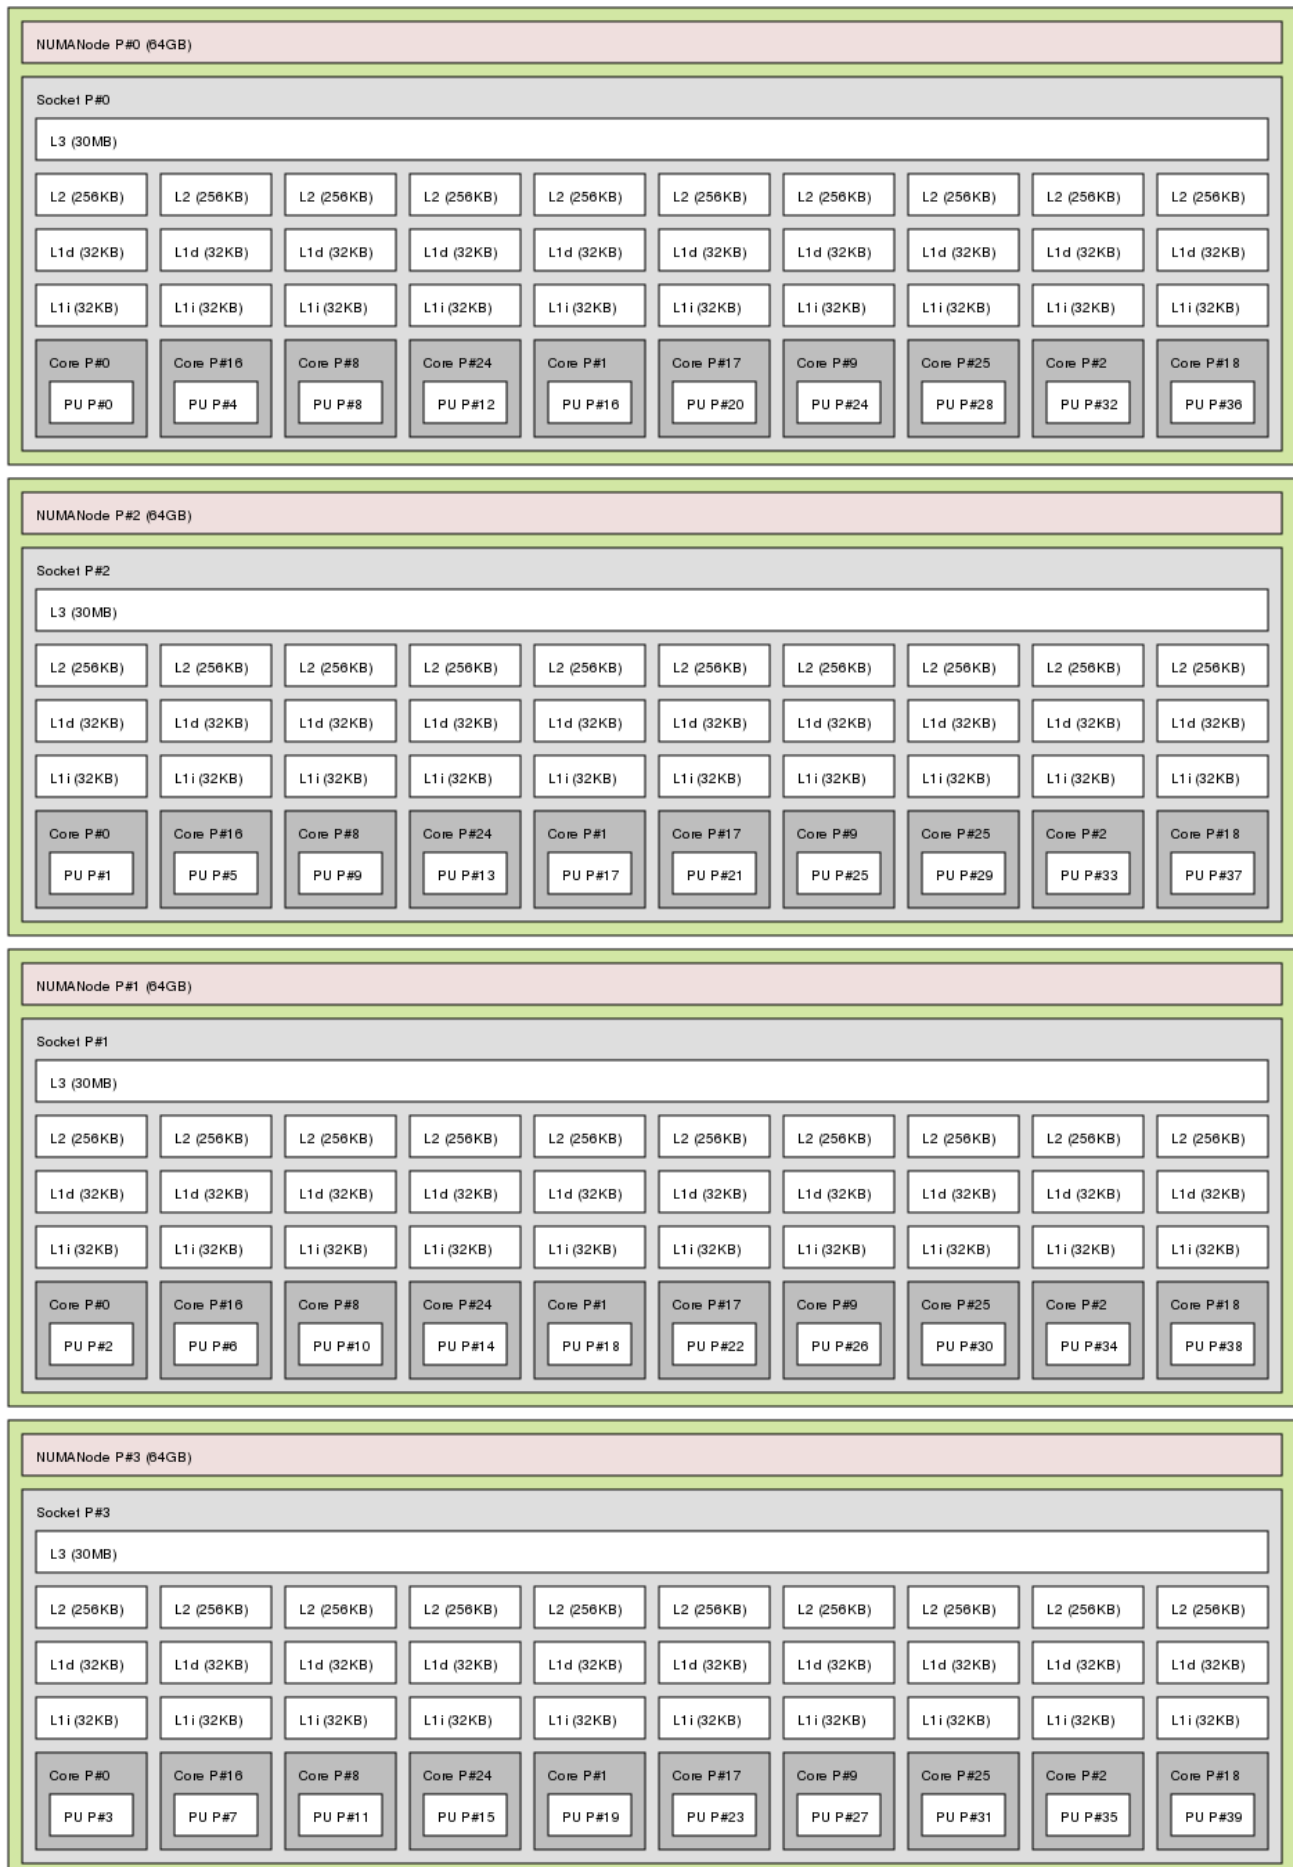 NUMANode P#0 (64GB)
Socket P#0
L3 (30MB)
L2 (256KB) L2 (256KB) L2 (256KB) L2 (256KB) L2 (256KB) L2 (256KB) L2 (256KB) L2 (256KB) L2 (256KB) L2 (256KB)
L1d (32KB) L1d (32KB) L1d (32KB) L1d (32KB) L1d (32KB) L1d (32KB) L1d (32KB) L1d (32KB) L1d (32KB) L1d (32KB)
L1i (32KB) L1i (32KB) L1i (32KB) L1i (32KB) L1i (32KB) L1i (32KB) L1i (32KB) L1i (32KB) L1i (32KB) L1i (32KB)
Core P#0 Core P#16 Core P#8 Core P#24 Core P#1 Core P#17 Core P#9 Core P#25 Core P#2 Core P#18
PU P#0 PU P#4 PU P#8 PU P#12 PU P#16 PU P#20 PU P#24 PU P#28 PU P#32 PU P#36
NUMANode P#2 (64GB)
Socket P#2
L3 (30MB)
L2 (256KB) L2 (256KB) L2 (256KB) L2 (256KB) L2 (256KB) L2 (256KB) L2 (256KB) L2 (256KB) L2 (256KB) L2 (256KB)
L1d (32KB) L1d (32KB) L1d (32KB) L1d (32KB) L1d (32KB) L1d (32KB) L1d (32KB) L1d (32KB) L1d (32KB) L1d (32KB)
L1i (32KB) L1i (32KB) L1i (32KB) L1i (32KB) L1i (32KB) L1i (32KB) L1i (32KB) L1i (32KB) L1i (32KB) L1i (32KB)
Core P#0 Core P#16 Core P#8 Core P#24 Core P#1 Core P#17 Core P#9 Core P#25 Core P#2 Core P#18
PU P#1 PU P#5 PU P#9 PU P#13 PU P#17 PU P#21 PU P#25 PU P#29 PU P#33 PU P#37
NUMANode P#1 (64GB)
Socket P#1
L3 (30MB)
L2 (256KB) L2 (256KB) L2 (256KB) L2 (256KB) L2 (256KB) L2 (256KB) L2 (256KB) L2 (256KB) L2 (256KB) L2 (256KB)
L1d (32KB) L1d (32KB) L1d (32KB) L1d (32KB) L1d (32KB) L1d (32KB) L1d (32KB) L1d (32KB) L1d (32KB) L1d (32KB)
L1i (32KB) L1i (32KB) L1i (32KB) L1i (32KB) L1i (32KB) L1i (32KB) L1i (32KB) L1i (32KB) L1i (32KB) L1i (32KB)
Core P#0 Core P#16 Core P#8 Core P#24 Core P#1 Core P#17 Core P#9 Core P#25 Core P#2 Core P#18
PU P#2 PU P#6 PU P#10 PU P#14 PU P#18 PU P#22 PU P#26 PU P#30 PU P#34 PU P#38
NUMANode P#3 (64GB)
Socket P#3
L3 (30MB)
L2 (256KB) L2 (256KB) L2 (256KB) L2 (256KB) L2 (256KB) L2 (256KB) L2 (256KB) L2 (256KB) L2 (256KB) L2 (256KB)
L1d (32KB) L1d (32KB) L1d (32KB) L1d (32KB) L1d (32KB) L1d (32KB) L1d (32KB) L1d (32KB) L1d (32KB) L1d (32KB)
L1i (32KB) L1i (32KB) L1i (32KB) L1i (32KB) L1i (32KB) L1i (32KB) L1i (32KB) L1i (32KB) L1i (32KB) L1i (32KB)
Core P#0 Core P#16 Core P#8 Core P#24 Core P#1 Core P#17 Core P#9 Core P#25 Core P#2 Core P#18
PU P#3 PU P#7 PU P#11 PU P#15 PU P#19 PU P#23 PU P#27 PU P#31 PU P#35 PU P#39